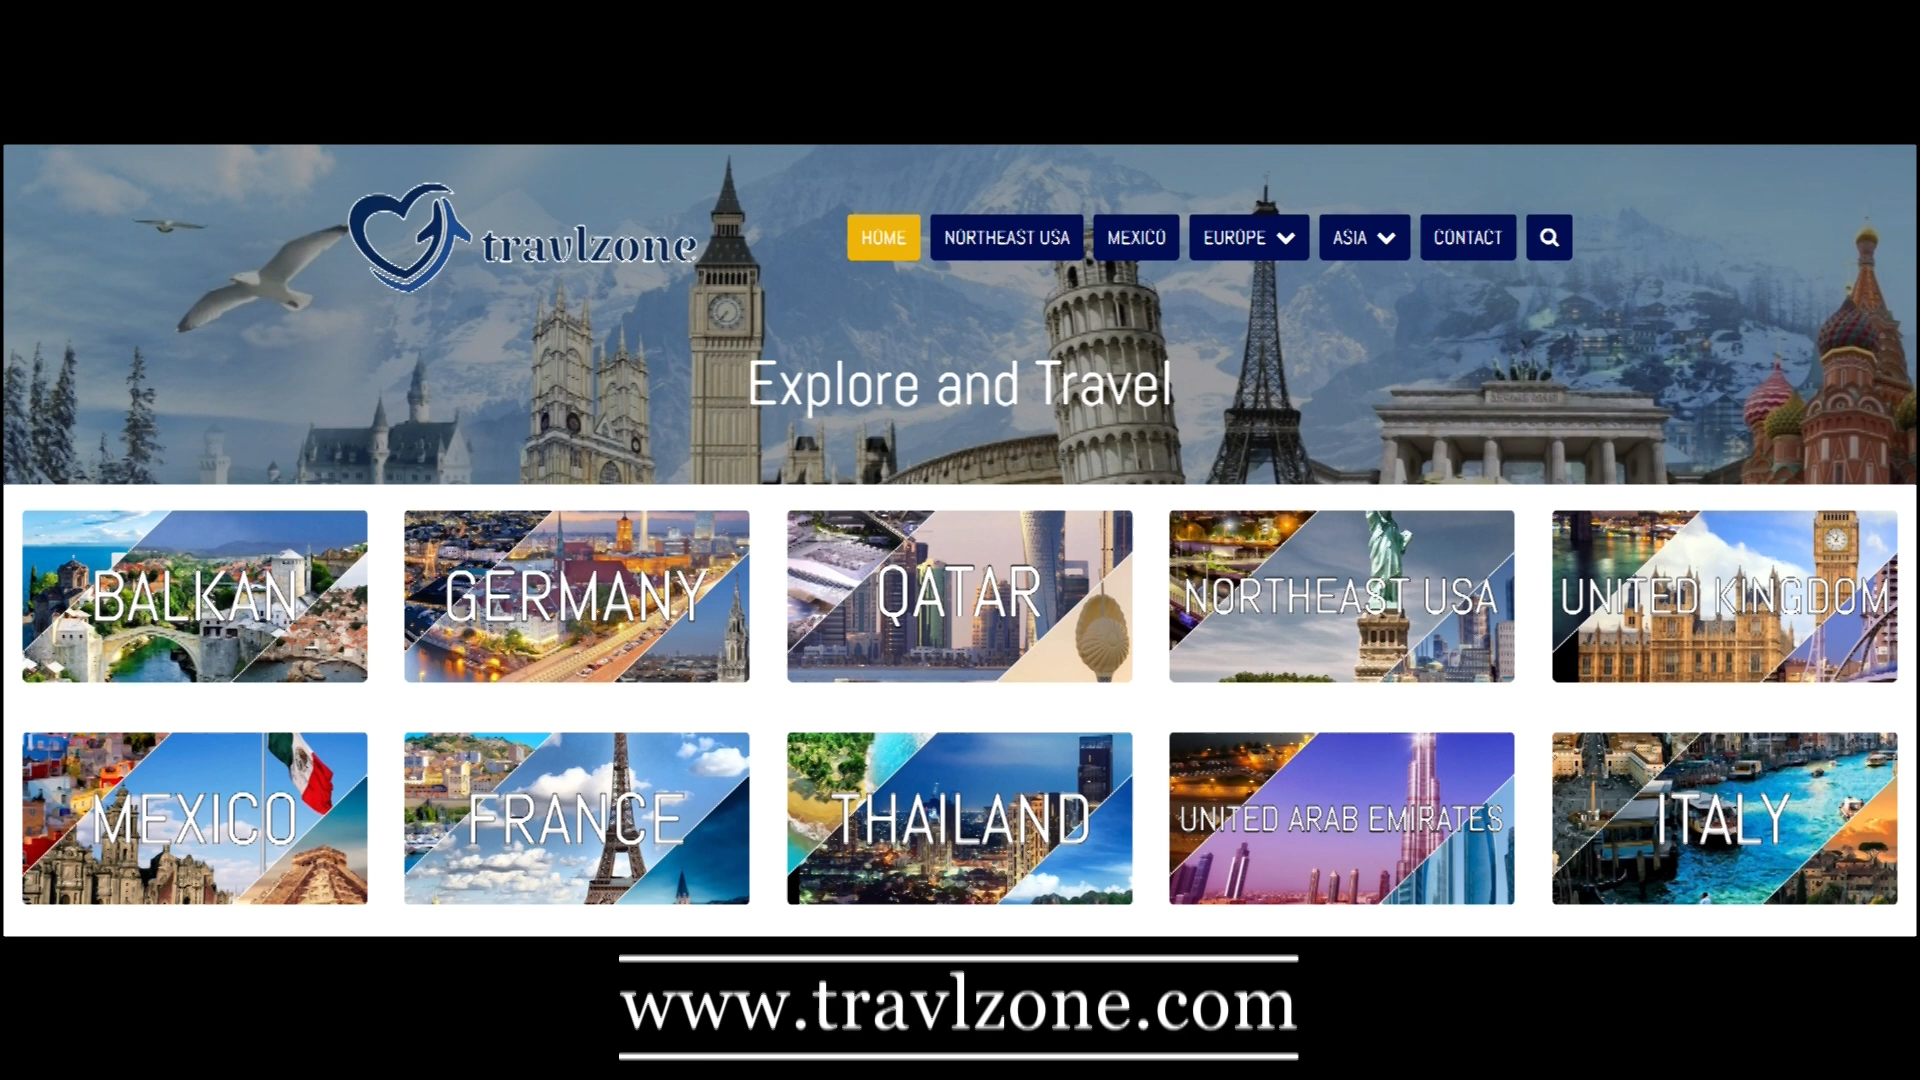 travlzone
HOME NORTHEAST USA MEXICO EUROPE ASIA CONTACT
Explore and Travel
BALKAN GERMANY QATAR NORTHEAST USA UNITED KINGDOM
MEXICO FRANCE THAILAND UNITED ARAB EMIRATES ITALY
www.travlzone.com